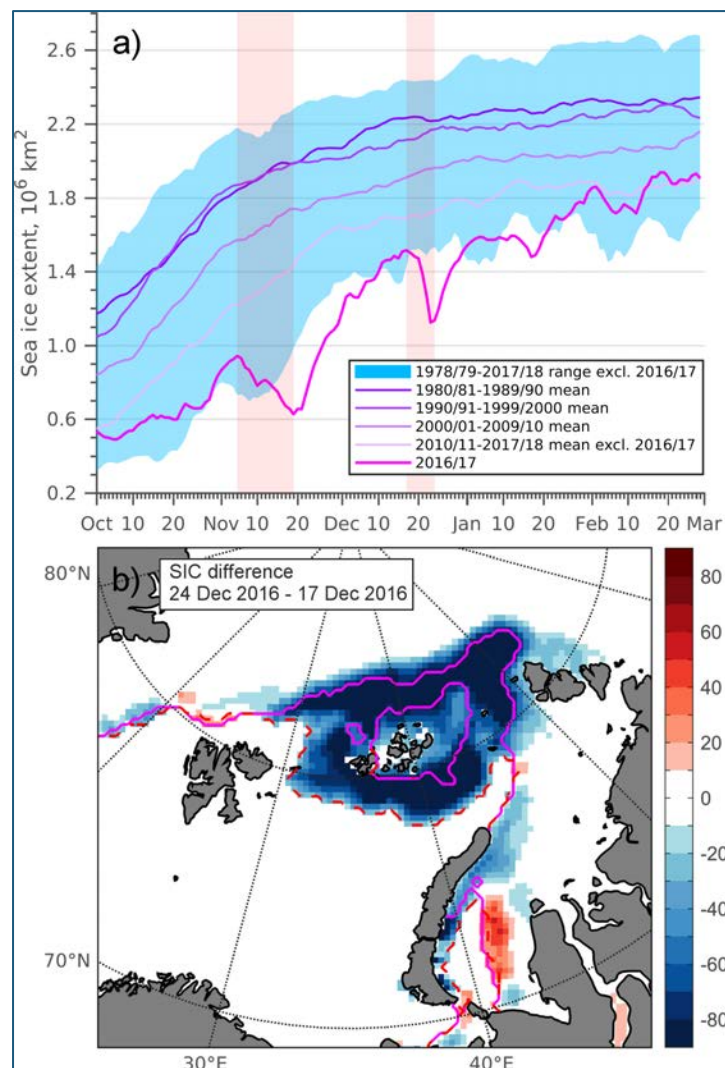 a)
Sea ice extent, 10⁶ km²
2.6
2.2
1.8
1.4
1.0
0.6
0.2
1978/79-2017/18 range excl. 2016/17
1980/81-1989/90 mean
1990/91-1999/2000 mean
2000/01-2009/10 mean
2010/11-2017/18 mean excl. 2016/17
2016/17
Oct 10 20 Nov 10 20 Dec 10 20 Jan 10 20 Feb 10 20 Mar
b)
SIC difference
24 Dec 2016 - 17 Dec 2016
80°N
70°N
30°E 40°E
80
60
40
20
0
-20
-40
-60
-80